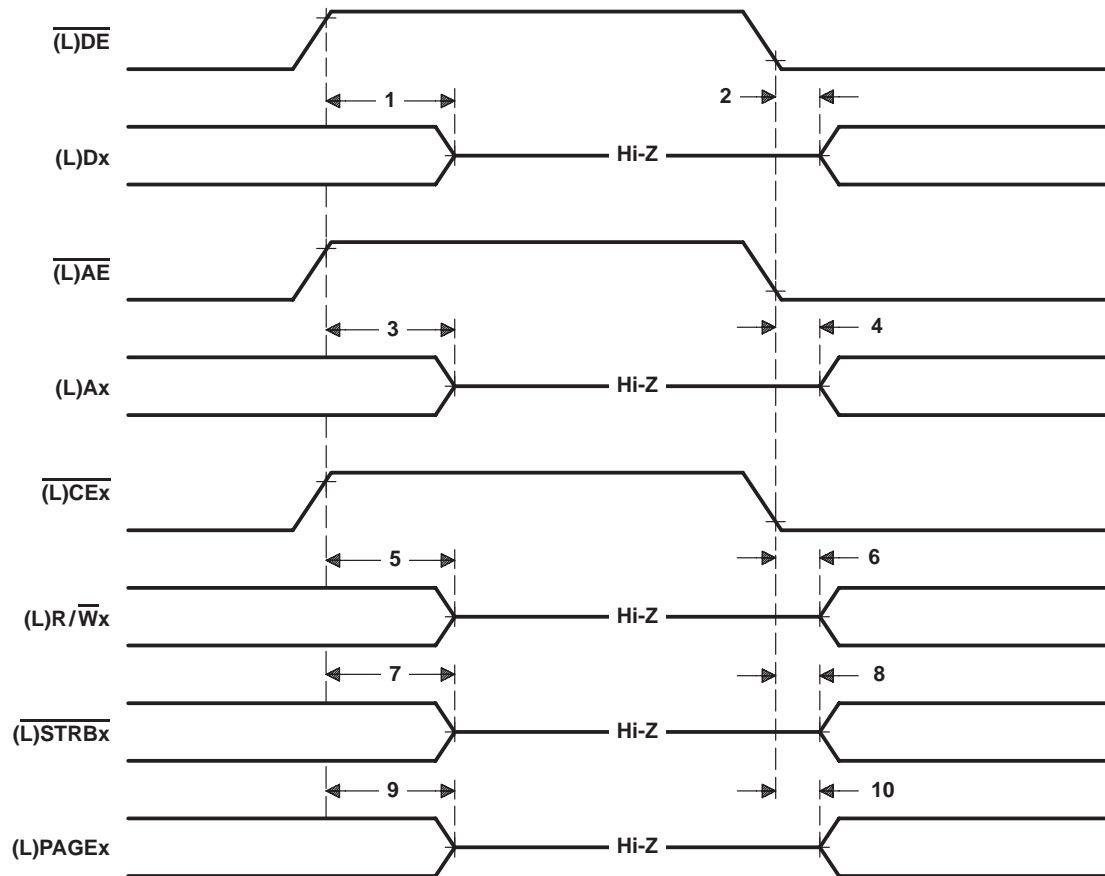 (L)DE
1
2
(L)Dx
Hi-Z
(L)AE
3
4
(L)Ax
Hi-Z
(L)CEx
5
6
(L)R/W̅x
Hi-Z
7
8
(L)STRBx
Hi-Z
9
10
(L)PAGEx
Hi-Z